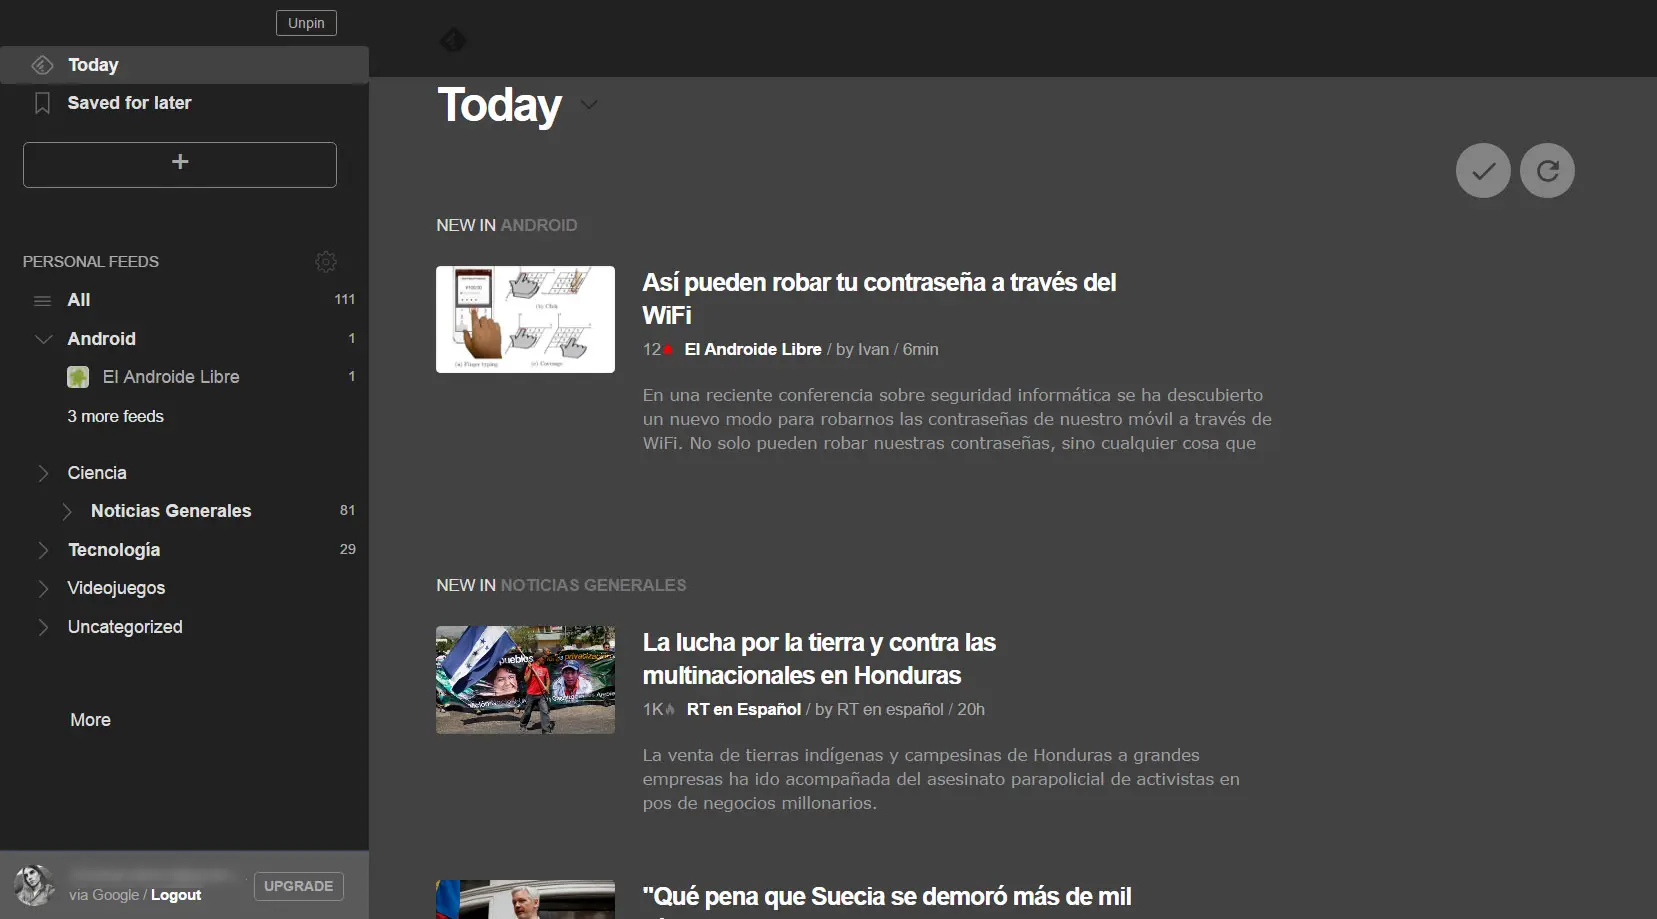 Unpin
Today
Saved for later
+
PERSONAL FEEDS
All 111
Android 1
El Androide Libre 1
3 more feeds
Ciencia
Noticias Generales 81
Tecnología 29
Videojuegos
Uncategorized
More
via Google / Logout
UPGRADE
Today
NEW IN ANDROID
(b) Click
(a) Finger typing
(c) Coverage
Así pueden robar tu contraseña a través del
WiFi
12 El Androide Libre / by Ivan / 6min
En una reciente conferencia sobre seguridad informática se ha descubierto
un nuevo modo para robarnos las contraseñas de nuestro móvil a través de
WiFi. No solo pueden robar nuestras contraseñas, sino cualquier cosa que
NEW IN NOTICIAS GENERALES
pueblos privatización
La lucha por la tierra y contra las
multinacionales en Honduras
1K RT en Español / by RT en español / 20h
La venta de tierras indígenas y campesinas de Honduras a grandes
empresas ha ido acompañada del asesinato parapolicial de activistas en
pos de negocios millonarios.
"Qué pena que Suecia se demoró más de mil